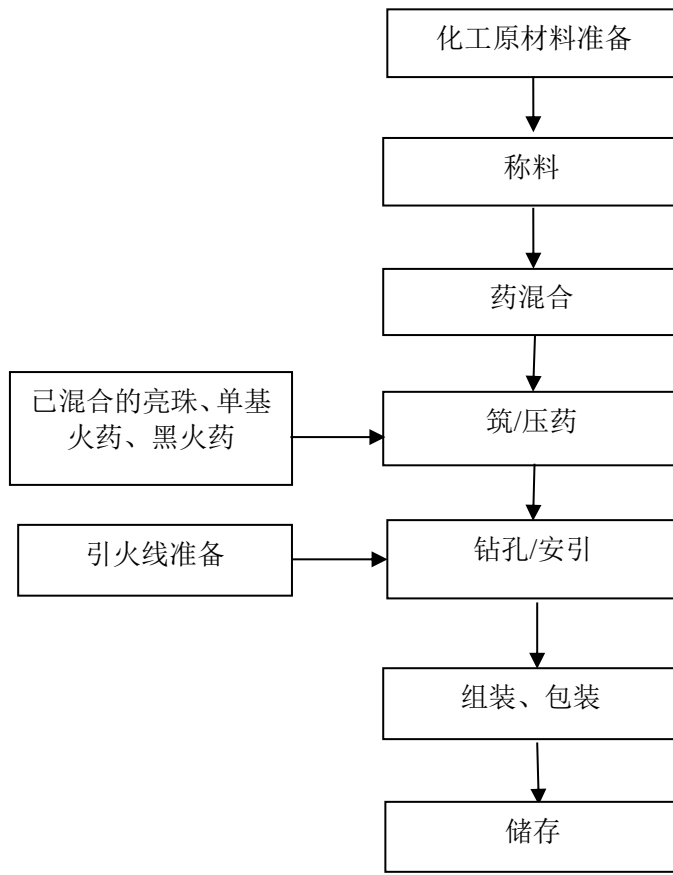 化工原材料准备
称料
药混合
已混合的亮珠、单基
火药、黑火药
筑/压药
引火线准备
钻孔/安引
组装、包装
储存